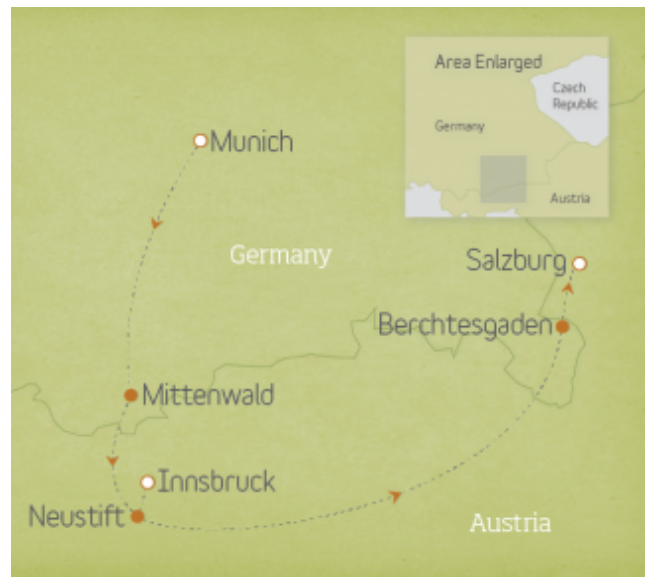 Area Enlarged
Czech
Republic
Germany
Austria
Munich
Germany
Salzburg
Berchtesgaden
Mittenwald
Innsbruck
Neustift
Austria